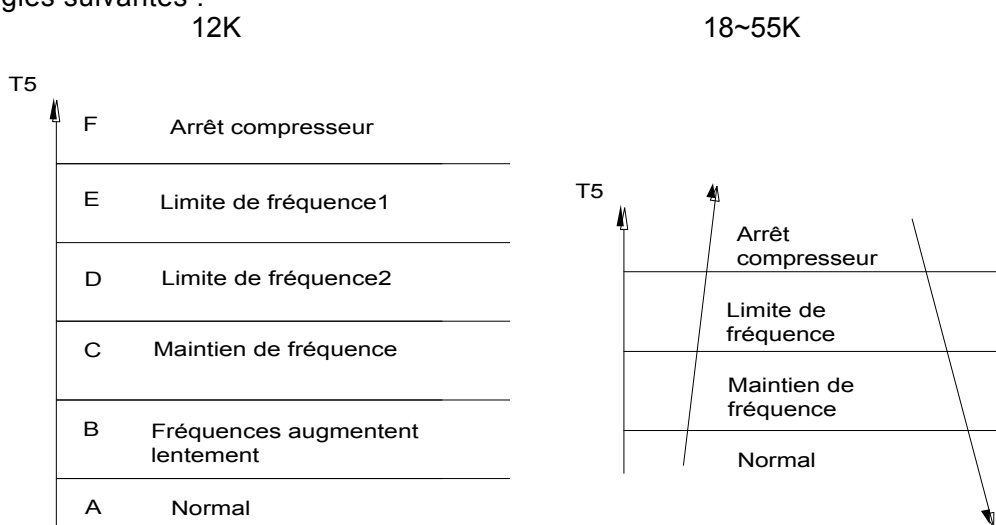 gles suivantes :
12K
18~55K
T5
F Arrêt compresseur
E Limite de fréquence1
D Limite de fréquence2
C Maintien de fréquence
B Fréquences augmentent
lentement
A Normal
T5
Arrêt
compresseur
Limite de
fréquence
Maintien de
fréquence
Normal